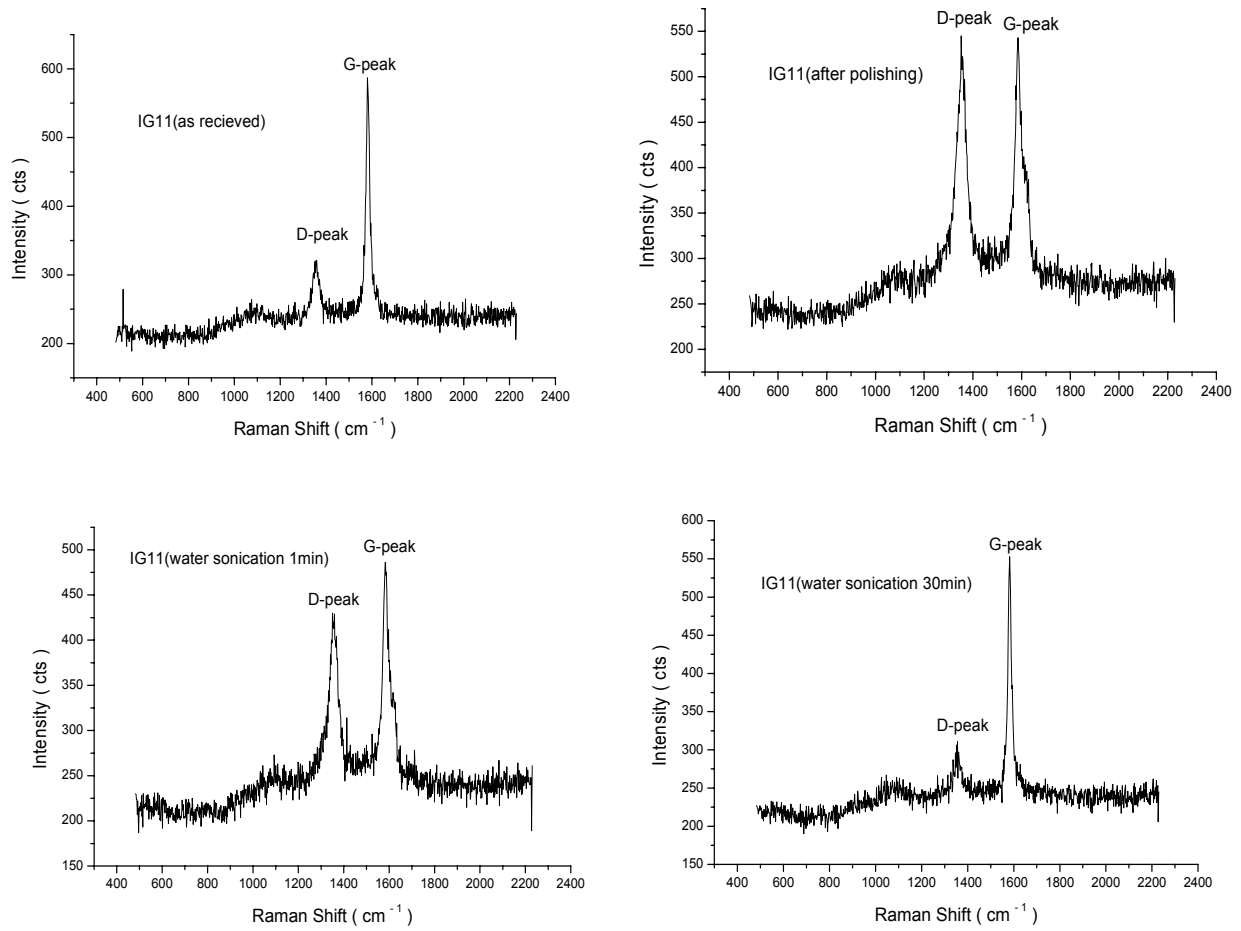 600
500
400
300
200
Intensity ( cts )
G-peak
IG11(as recieved)
D-peak
400 600 800 1000 1200 1400 1600 1800 2000 2200 2400
Raman Shift ( cm -1 )
550
500
450
400
350
300
250
200
Intensity ( cts )
D-peak G-peak
IG11(after polishing)
400 600 800 1000 1200 1400 1600 1800 2000 2200 2400
Raman Shift ( cm -1 )
500
450
400
350
300
250
200
150
Intensity ( cts )
IG11(water sonication 1min)
G-peak
D-peak
400 600 800 1000 1200 1400 1600 1800 2000 2200 2400
Raman Shift ( cm -1 )
600
550
500
450
400
350
300
250
200
150
Intensity ( cts )
G-peak
IG11(water sonication 30min)
D-peak
400 600 800 1000 1200 1400 1600 1800 2000 2200 2400
Raman Shift ( cm -1 )